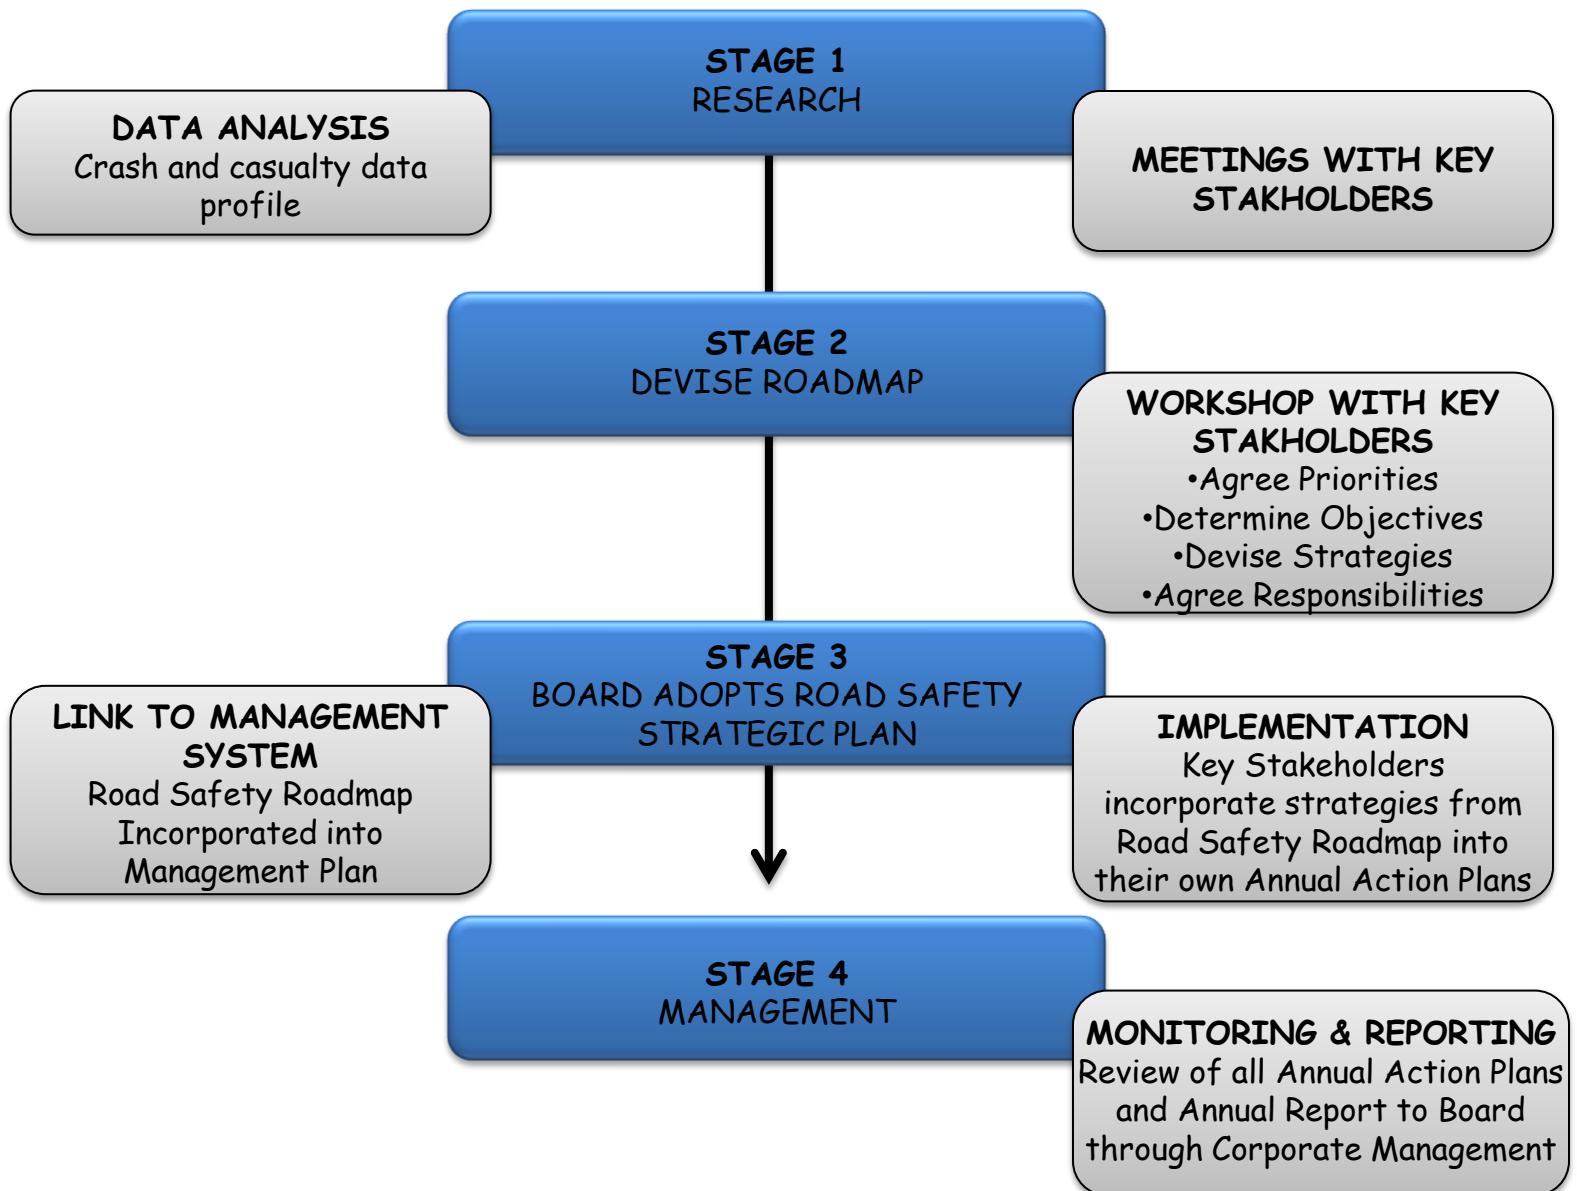 STAGE 1
RESEARCH
DATA ANALYSIS
Crash and casualty data
profile
MEETINGS WITH KEY
STAKHOLDERS
STAGE 2
DEVISE ROADMAP
WORKSHOP WITH KEY
STAKHOLDERS
•Agree Priorities
•Determine Objectives
•Devise Strategies
•Agree Responsibilities
STAGE 3
BOARD ADOPTS ROAD SAFETY
STRATEGIC PLAN
LINK TO MANAGEMENT
SYSTEM
Road Safety Roadmap
Incorporated into
Management Plan
IMPLEMENTATION
Key Stakeholders
incorporate strategies from
Road Safety Roadmap into
their own Annual Action Plans
STAGE 4
MANAGEMENT
MONITORING & REPORTING
Review of all Annual Action Plans
and Annual Report to Board
through Corporate Management